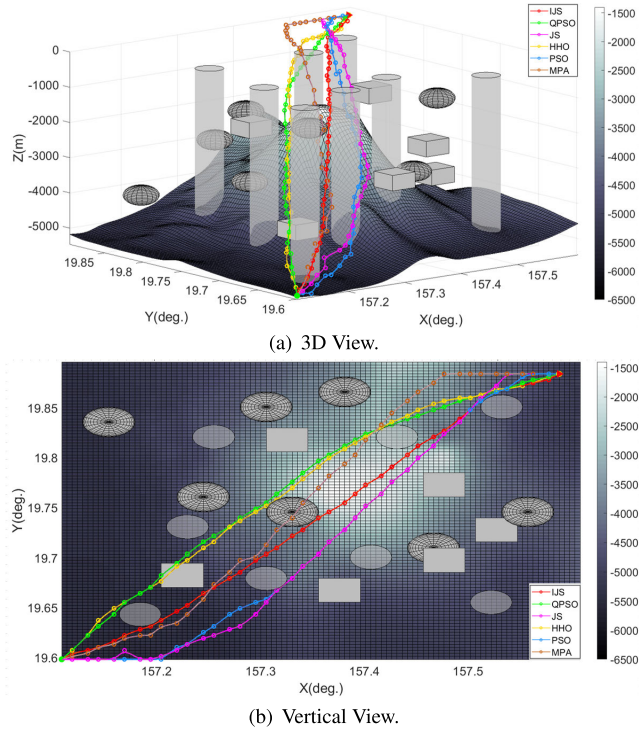 IJS
QPSO
JS
HHO
PSO
MPA
0
-1000
-2000
-3000
-4000
-5000
Z(m)
19.85
19.8
19.75
19.7
19.65
19.6
Y(deg.)
157.2
157.3
157.4
157.5
X(deg.)
-1500
-2000
-2500
-3000
-3500
-4000
-4500
-5000
-5500
-6000
-6500
(a) 3D View.
19.85
19.8
19.75
19.7
19.65
19.6
Y(deg.)
157.2
157.3
157.4
157.5
X(deg.)
IJS
QPSO
JS
HHO
PSO
MPA
-1500
-2000
-2500
-3000
-3500
-4000
-4500
-5000
-5500
-6000
-6500
(b) Vertical View.